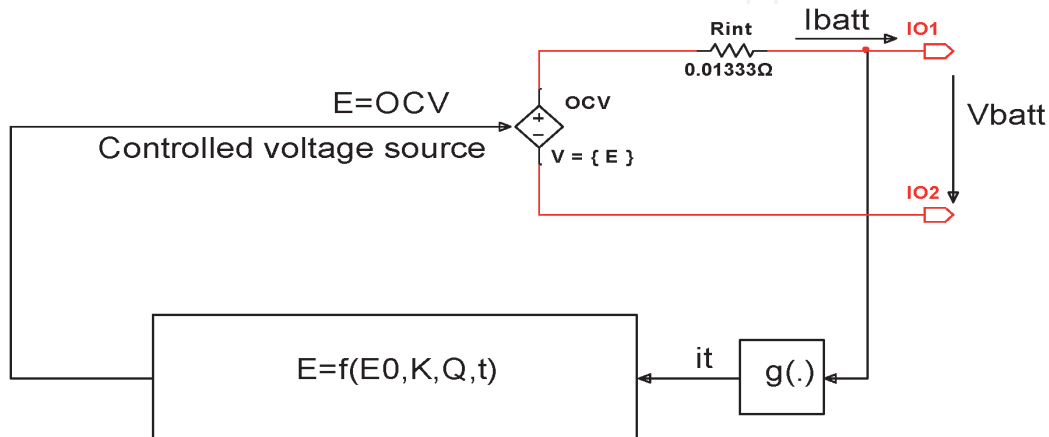 Rint
Ibatt
IO1
0.01333Ω
E=OCV
OCV
+
−
Vbatt
Controlled voltage source
V = { E }
IO2
E=f(E0,K,Q,t)
it
g(.)